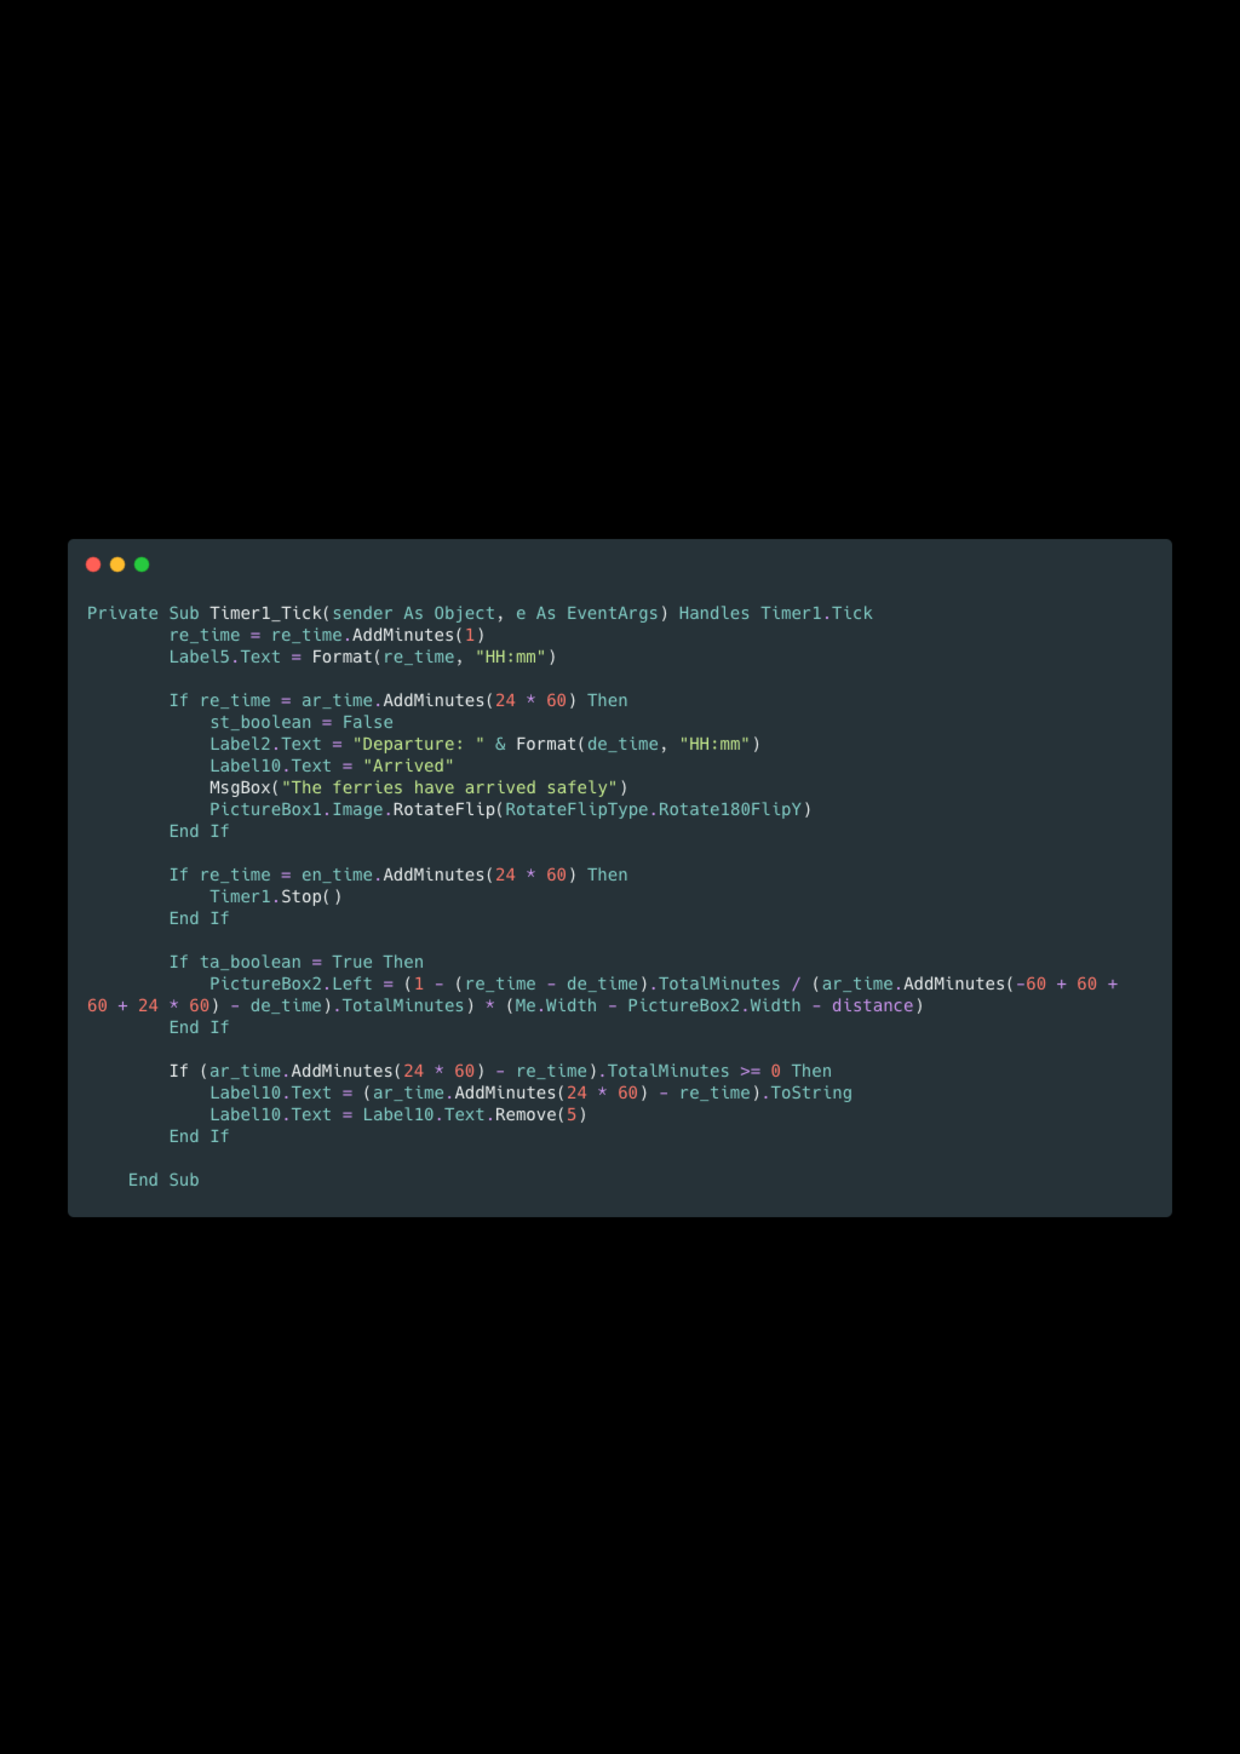 Private Sub Timer1_Tick(sender As Object, e As EventArgs) Handles Timer1.Tick
        re_time = re_time.AddMinutes(1)
        Label5.Text = Format(re_time, "HH:mm")

        If re_time = ar_time.AddMinutes(24 * 60) Then
            st_boolean = False
            Label2.Text = "Departure: " & Format(de_time, "HH:mm")
            Label10.Text = "Arrived"
            MsgBox("The ferries have arrived safely")
            PictureBox1.Image.RotateFlip(RotateFlipType.Rotate180FlipY)
        End If

        If re_time = en_time.AddMinutes(24 * 60) Then
            Timer1.Stop()
        End If

        If ta_boolean = True Then
            PictureBox2.Left = (1 - (re_time - de_time).TotalMinutes / (ar_time.AddMinutes(-60 + 60 +
60 + 24 * 60) - de_time).TotalMinutes) * (Me.Width - PictureBox2.Width - distance)
        End If

        If (ar_time.AddMinutes(24 * 60) - re_time).TotalMinutes >= 0 Then
            Label10.Text = (ar_time.AddMinutes(24 * 60) - re_time).ToString
            Label10.Text = Label10.Text.Remove(5)
        End If

    End Sub